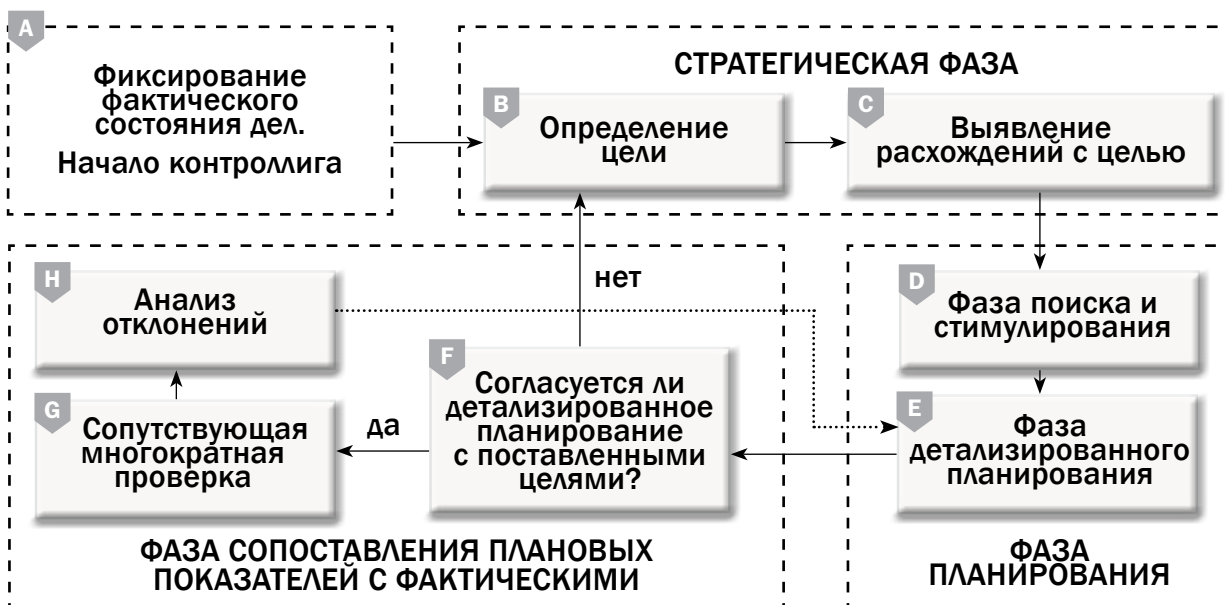 A
Фиксирование
фактического
состояния дел.
Начало контроллига
СТРАТЕГИЧЕСКАЯ ФАЗА
B
Определение
цели
C
Выявление
расхождений с целью
H
Анализ
отклонений
нет
D
Фаза поиска и
стимулирования
F
Согласуется ли
детализированное
планирование
с поставленными
целями?
G
Сопутствующая
многократная
проверка
да
E
Фаза
детализированного
планирования
ФАЗА СОПОСТАВЛЕНИЯ ПЛАНОВЫХ
ПОКАЗАТЕЛЕЙ С ФАКТИЧЕСКИМИ
ФАЗА
ПЛАНИРОВАНИЯ